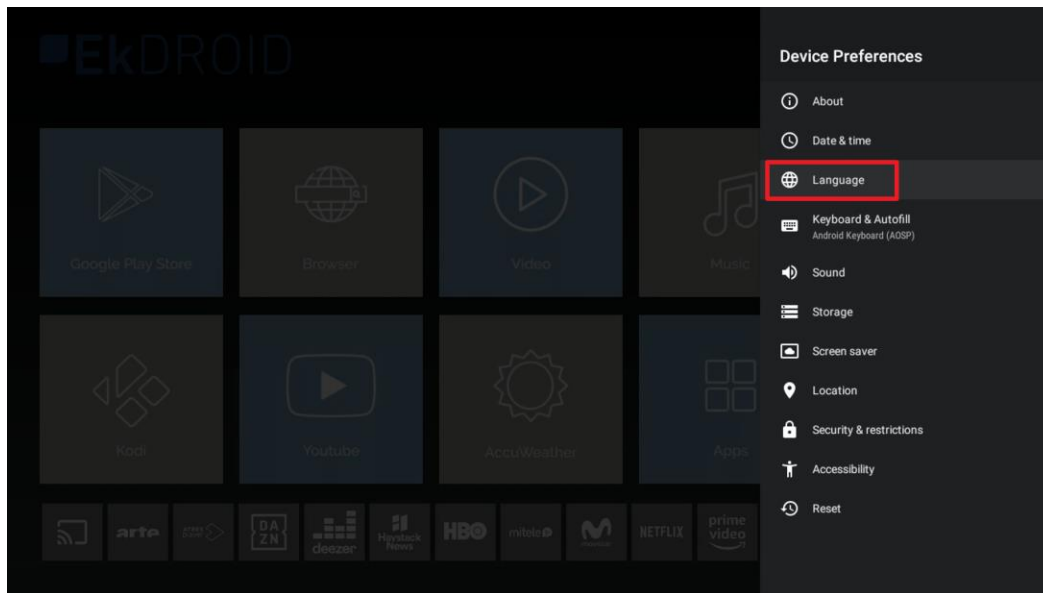 EkDROID
Device Preferences
About
Date & time
Language
Keyboard & Autofill
Android Keyboard (AOSP)
Sound
Storage
Screen saver
Location
Security & restrictions
Accessibility
Reset
Google Play Store
Browser
Video
Music
Kodi
Youtube
AccuWeather
Apps
arte
DA
ZN
deezer
Haystack
News
HBO
mitele
NETFLIX
prime
video